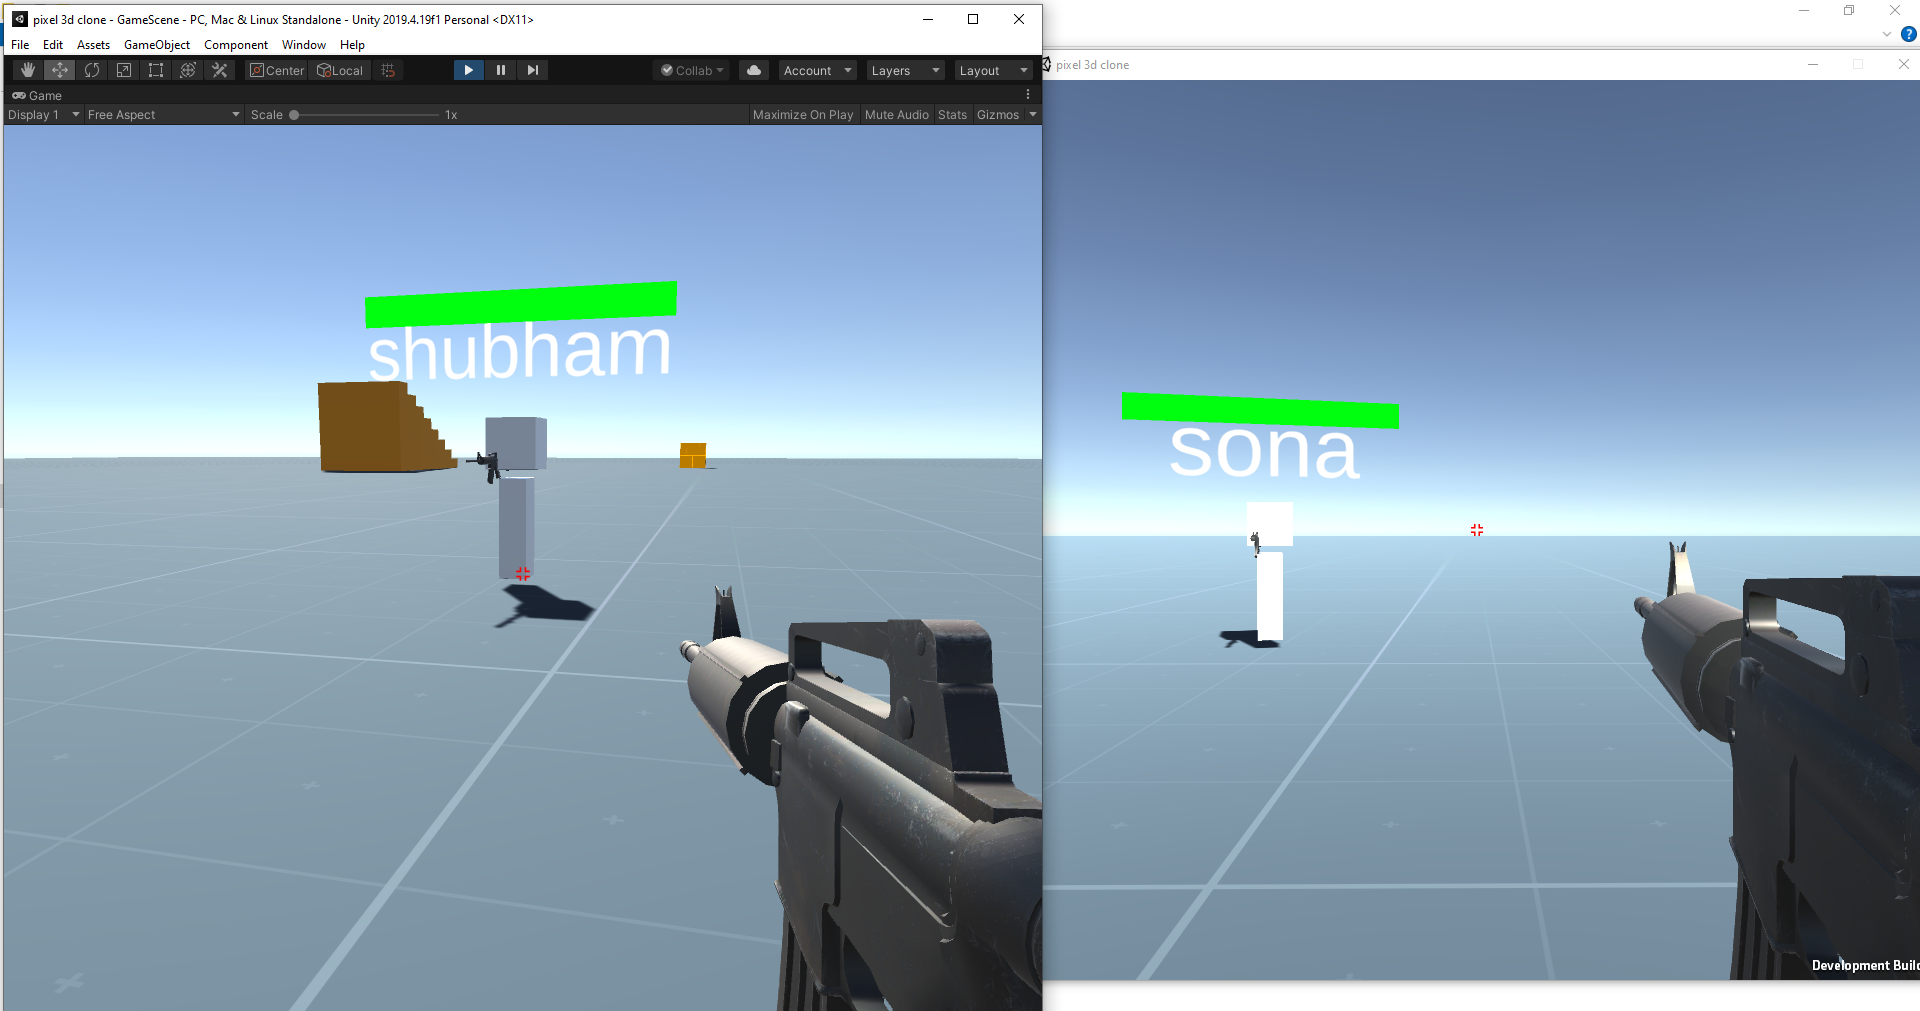 pixel 3d clone - GameScene - PC, Mac & Linux Standalone - Unity 2019.4.19f1 Personal <DX11>
File Edit Assets GameObject Component Window Help
Center Local Collab Account Layers Layout
Game
Display 1 Free Aspect Scale 1x Maximize On Play Mute Audio Stats Gizmos
shubham
?
pixel 3d clone
sona
Development Build